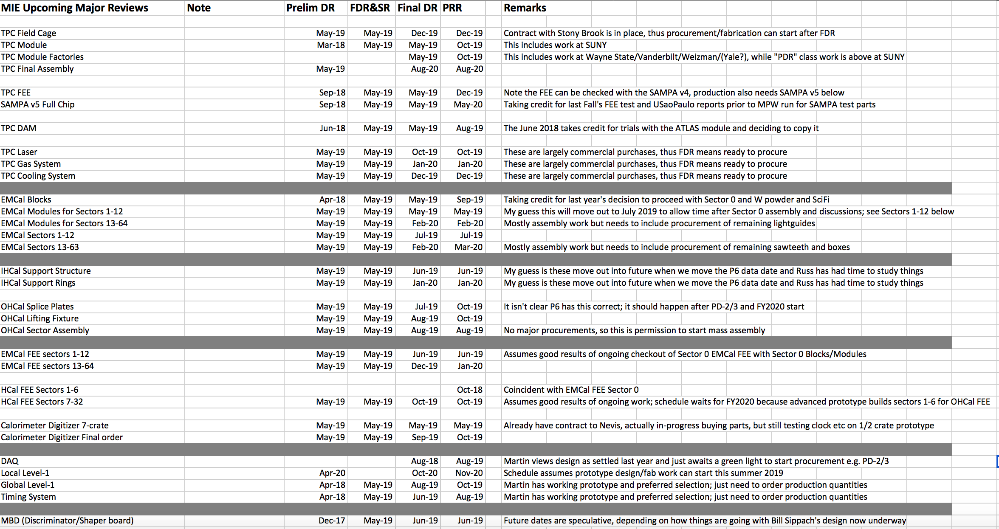 MIE Upcoming Major Reviews Note Prelim DR FDR&SR Final DR PRR Remarks
TPC Field Cage May-19 May-19 Dec-19 Dec-19 Contract with Stony Brook is in place, thus procurement/fabrication can start after FDR
TPC Module Mar-18 May-19 May-19 Oct-19 This includes work at SUNY
TPC Module Factories May-19 Oct-19 This includes work at Wayne State/Vanderbilt/Weizman/(Yale?), while "PDR" class work is above at SUNY
TPC Final Assembly May-19 Aug-20 Aug-20
TPC FEE Sep-18 May-19 May-19 Dec-19 Note the FEE can be checked with the SAMPA v4, production also needs SAMPA v5 below
SAMPA v5 Full Chip Sep-18 May-19 May-19 May-20 Taking credit for last Fall's FEE test and USaoPaulo reports prior to MPW run for SAMPA test parts
TPC DAM Jun-18 May-19 May-19 Aug-19 The June 2018 takes credit for trials with the ATLAS module and deciding to copy it
TPC Laser May-19 May-19 Oct-19 Oct-19 These are largely commercial purchases, thus FDR means ready to procure
TPC Gas System May-19 May-19 Jan-20 Jan-20 These are largely commercial purchases, thus FDR means ready to procure
TPC Cooling System May-19 May-19 Dec-19 Dec-19 These are largely commercial purchases, thus FDR means ready to procure
EMCal Blocks Apr-18 May-19 May-19 Sep-19 Taking credit for last year's decision to proceed with Sector 0 and W powder and SciFi
EMCal Modules for Sectors 1-12 May-19 May-19 May-19 May-19 My guess this will move out to July 2019 to allow time after Sector 0 assembly and discussions; see Sectors 1-12 below
EMCal Modules for Sectors 13-64 May-19 May-19 Feb-20 Feb-20 Mostly assembly work but needs to include procurement of remaining lightguides
EMCal Sectors 1-12 May-19 May-19 Jul-19 Jul-19
EMCal Sectors 13-63 May-19 May-19 Feb-20 Mar-20 Mostly assembly work but needs to include procurement of remaining sawteeth and boxes
IHCal Support Structure May-19 May-19 Jun-19 Jun-19 My guess is these move out into future when we move the P6 data date and Russ has had time to study things
IHCal Support Rings May-19 May-19 Jan-20 Jan-20 My guess is these move out into future when we move the P6 data date and Russ has had time to study things
OHCal Splice Plates May-19 May-19 Jul-19 Oct-19 It isn't clear P6 has this correct; it should happen after PD-2/3 and FY2020 start
OHCal Lifting Fixture May-19 May-19 Aug-19 Oct-19
OHCal Sector Assembly May-19 May-19 Aug-19 Aug-19 No major procurements, so this is permission to start mass assembly
EMCal FEE sectors 1-12 May-19 May-19 Jun-19 Jun-19 Assumes good results of ongoing checkout of Sector 0 EMCal FEE with Sector 0 Blocks/Modules
EMCal FEE sectors 13-64 May-19 May-19 Dec-19 Jan-20
HCal FEE Sectors 1-6 Oct-18 Coincident with EMCal FEE Sector 0
HCal FEE Sectors 7-32 May-19 May-19 Oct-19 Oct-19 Assumes good results of ongoing work; schedule waits for FY2020 because advanced prototype builds sectors 1-6 for OHCal FEE
Calorimeter Digitizer 7-crate May-19 May-19 May-19 May-19 Already have contract to Nevis, actually in-progress buying parts, but still testing clock etc on 1/2 crate prototype
Calorimeter Digitizer Final order May-19 May-19 Sep-19 Oct-19
DAQ Aug-18 Aug-19 Martin views design as settled last year and just awaits a green light to start procurement e.g. PD-2/3
Local Level-1 Apr-20 Oct-20 Nov-20 Schedule assumes prototype design/fab work can start this summer 2019
Global Level-1 Apr-18 May-19 Aug-19 Oct-19 Martin has working prototype and preferred selection; just need to order production quantities
Timing System Apr-18 May-19 Jun-19 Aug-19 Martin has working prototype and preferred selection; just need to order production quantities
MBD (Discriminator/Shaper board) Dec-17 May-19 Jun-19 Jun-19 Future dates are speculative, depending on how things are going with Bill Sippach's design now underway